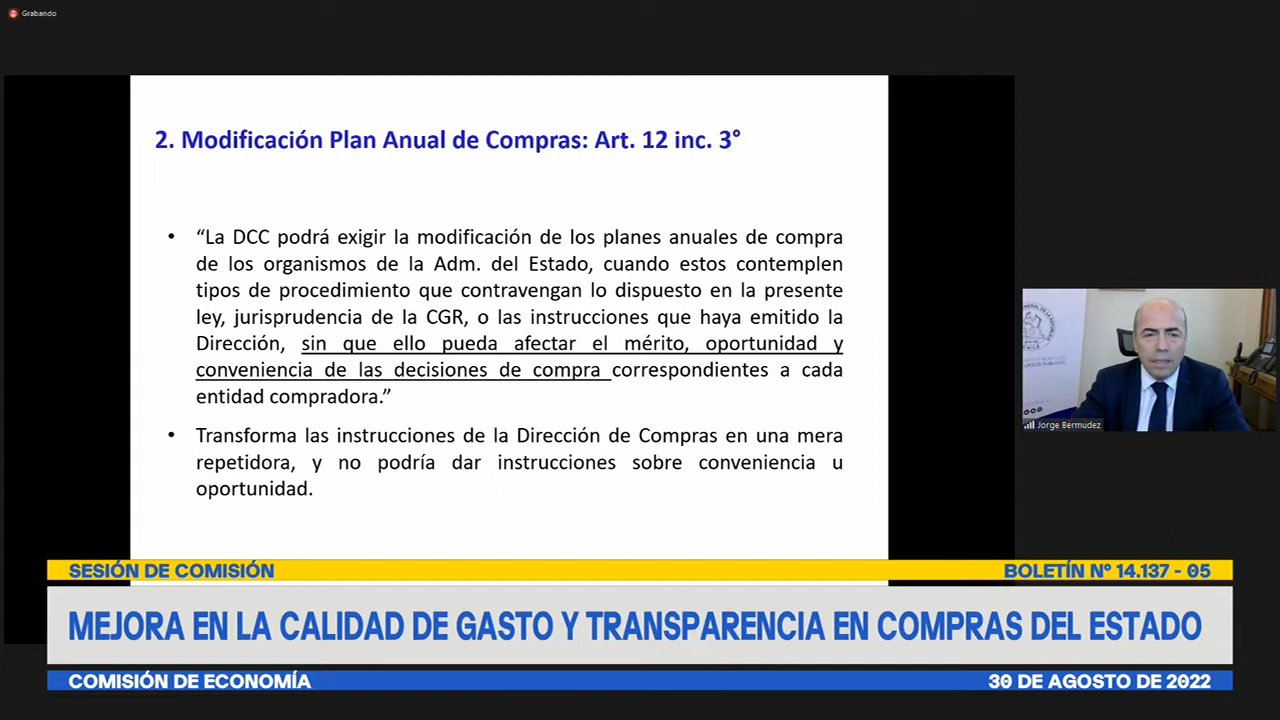 Grabando
2. Modificación Plan Anual de Compras: Art. 12 inc. 3°
• “La DCC podrá exigir la modificación de los planes anuales de compra
de los organismos de la Adm. del Estado, cuando estos contemplen
tipos de procedimiento que contravengan lo dispuesto en la presente
ley, jurisprudencia de la CGR, o las instrucciones que haya emitido la
Dirección, sin que ello pueda afectar el mérito, oportunidad y
conveniencia de las decisiones de compra correspondientes a cada
entidad compradora.”
• Transforma las instrucciones de la Dirección de Compras en una mera
repetidora, y no podría dar instrucciones sobre conveniencia u
oportunidad.
Jorge Bermudez
SESIÓN DE COMISIÓN
BOLETÍN N° 14.137 - 05
MEJORA EN LA CALIDAD DE GASTO Y TRANSPARENCIA EN COMPRAS DEL ESTADO
COMISIÓN DE ECONOMÍA
30 DE AGOSTO DE 2022